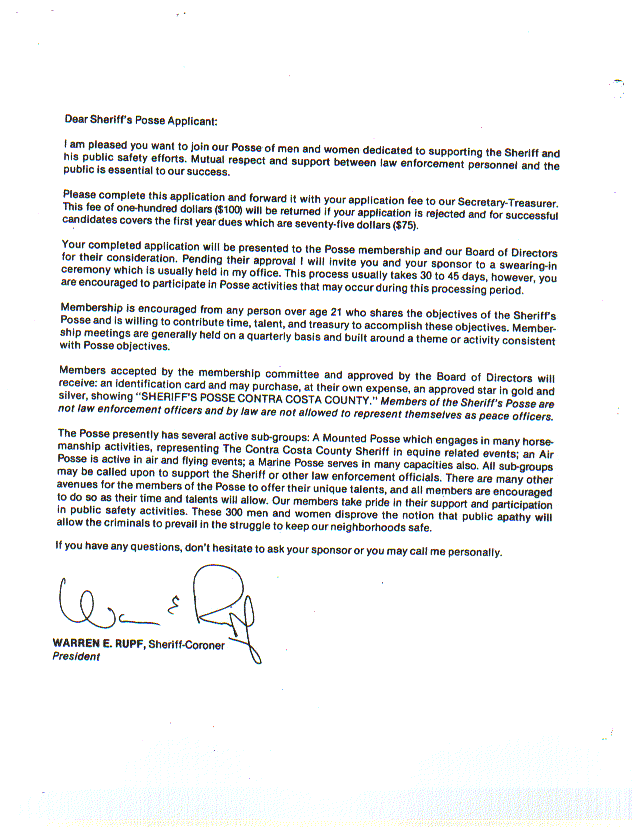 Dear Sheriff's Posse Applicant:
I am pleased you want to join our Posse of men and women dedicated to supporting the Sheriff and
his public safety efforts. Mutual respect and support between law enforcement personnel and the
public is essential to our success.
Please complete this application and forward it with your application fee to our Secretary-Treasurer.
This fee of one-hundred dollars ($100) will be returned if your application is rejected and for successful
candidates covers the first year dues which are seventy-five dollars ($75).
Your completed application will be presented to the Posse membership and our Board of Directors
for their consideration. Pending their approval I will invite you and your sponsor to a swearing-in
ceremony which is usually held in my office. This process usually takes 30 to 45 days, however, you
are encouraged to participate in Posse activities that may occur during this processing period.
Membership is encouraged from any person over age 21 who shares the objectives of the Sheriff's
Posse and is willing to contribute time, talent, and treasury to accomplish these objectives. Member-
ship meetings are generally held on a quarterly basis and built around a theme or activity consistent
with Posse objectives.
Members accepted by the membership committee and approved by the Board of Directors will
receive: an identification card and may purchase, at their own expense, an approved star in gold and
silver, showing "SHERIFF'S POSSE CONTRA COSTA COUNTY." Members of the Sheriff's Posse are
not law enforcement officers and by law are not allowed to represent themselves as peace officers.
The Posse presently has several active sub-groups: A Mounted Posse which engages in many horse-
manship activities, representing The Contra Costa County Sheriff in equine related events; an Air
Posse is active in air and flying events; a Marine Posse serves in many capacities also. All sub-groups
may be called upon to support the Sheriff or other law enforcement officials. There are many other
avenues for the members of the Posse to offer their unique talents, and all members are encouraged
to do so as their time and talents will allow. Our members take pride in their support and participation
in public safety activities. These 300 men and women disprove the notion that public apathy will
allow the criminals to prevail in the struggle to keep our neighborhoods safe.
If you have any questions, don't hesitate to ask your sponsor or you may call me personally.
WARREN E. RUPF, Sheriff-Coroner
President